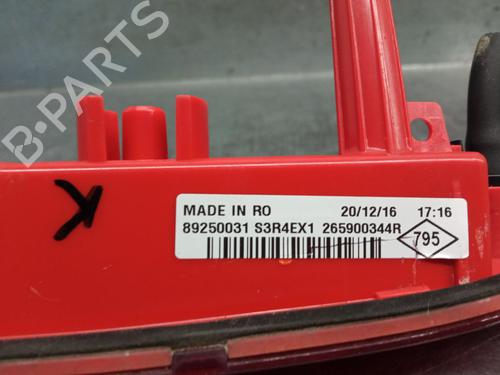 B-PARTS
K
MADE IN RO 20/12/16 17:16
89250031 S3R4EX1 265900344R
795